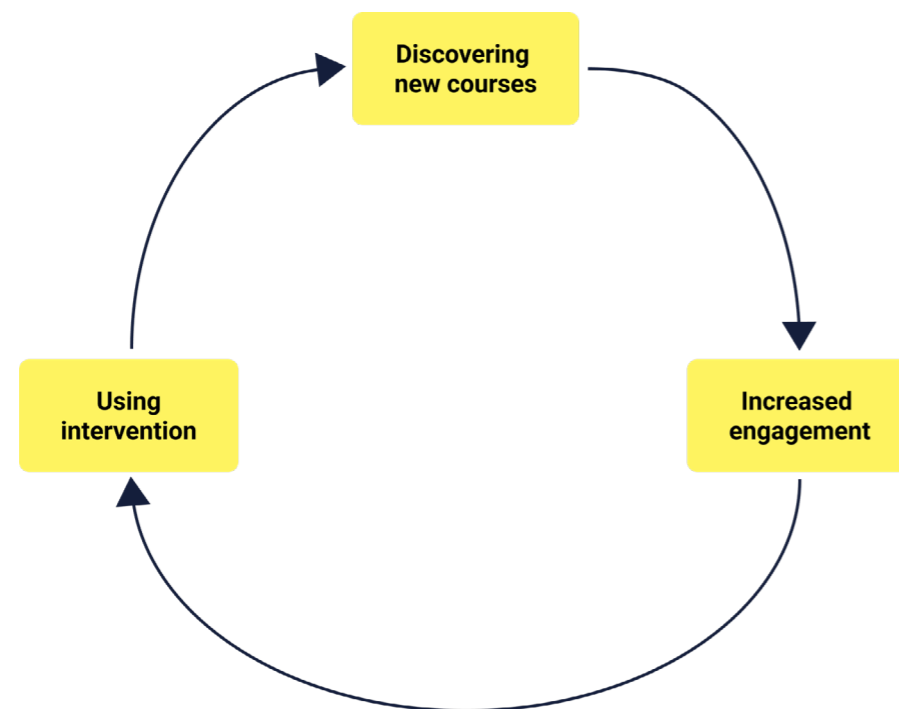 Discovering
new courses
Using
intervention
Increased
engagement